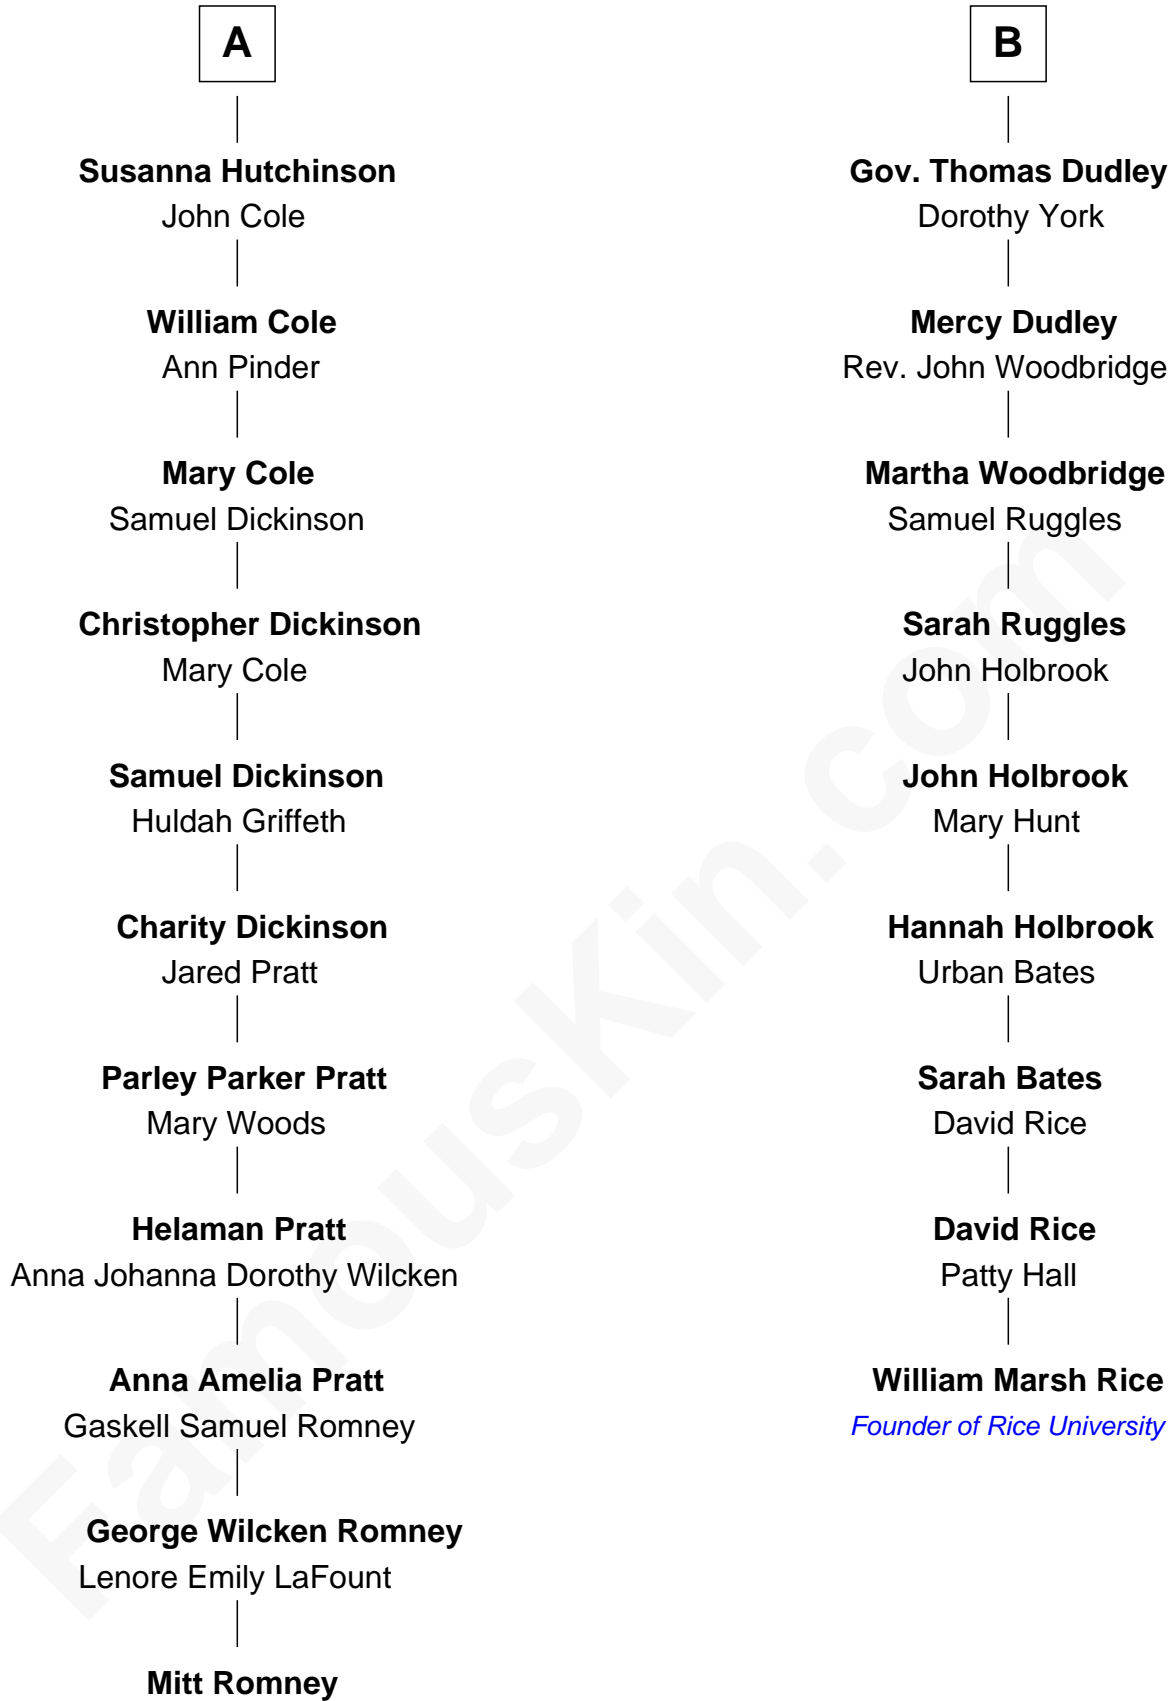 A
Susanna Hutchinson
John Cole
William Cole
Ann Pinder
Mary Cole
Samuel Dickinson
Christopher Dickinson
Mary Cole
Samuel Dickinson
Huldah Griffeth
Charity Dickinson
Jared Pratt
Parley Parker Pratt
Mary Woods
Helaman Pratt
Anna Johanna Dorothy Wilcken
Anna Amelia Pratt
Gaskell Samuel Romney
George Wilcken Romney
Lenore Emily LaFount
Mitt Romney
B
Gov. Thomas Dudley
Dorothy York
Mercy Dudley
Rev. John Woodbridge
Martha Woodbridge
Samuel Ruggles
Sarah Ruggles
John Holbrook
John Holbrook
Mary Hunt
Hannah Holbrook
Urban Bates
Sarah Bates
David Rice
David Rice
Patty Hall
William Marsh Rice
Founder of Rice University
FamousKin.com